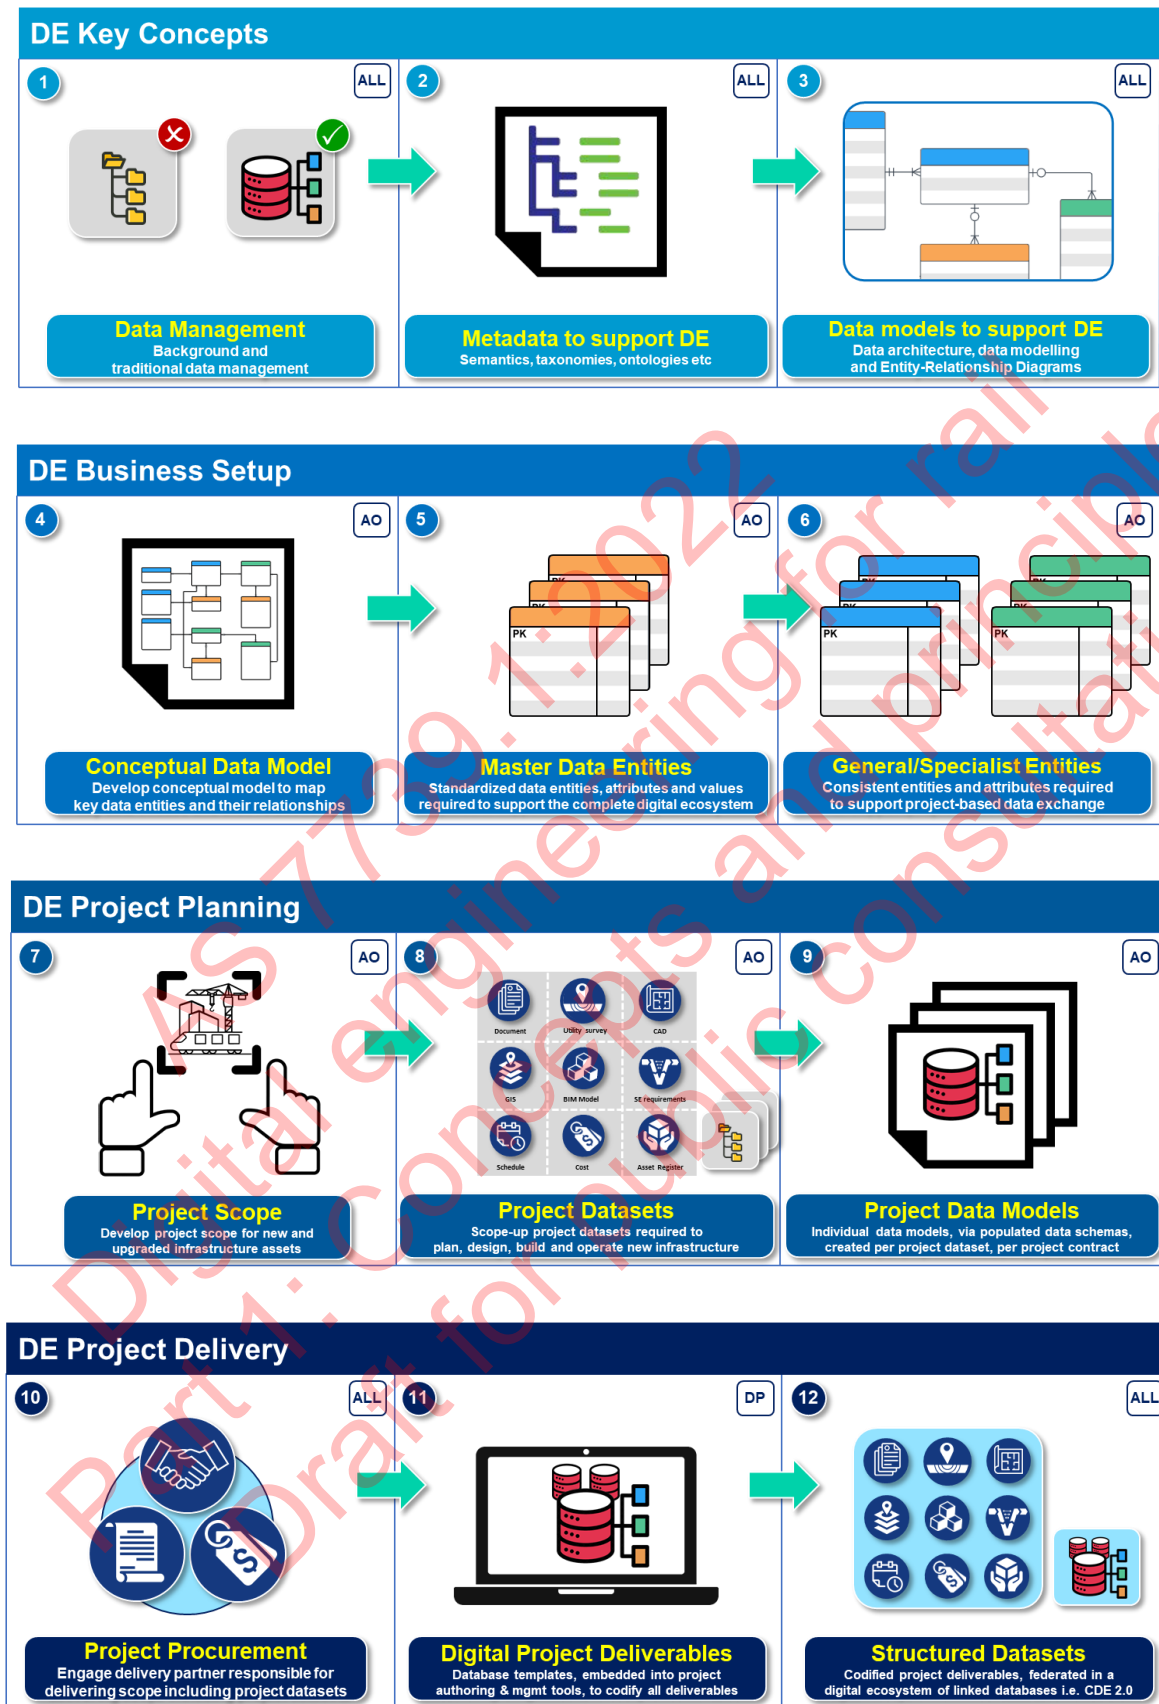 DE Key Concepts
1
ALL
2
ALL
3
ALL
Data Management
Background and
traditional data management
Metadata to support DE
Semantics, taxonomies, ontologies etc
Data models to support DE
Data architecture, data modelling
and Entity-Relationship Diagrams
DE Business Setup
4
AO
5
AO
6
AO
PK
PK
PK
PK
PK
PK
PK
PK
PK
Conceptual Data Model
Develop conceptual model to map
key data entities and their relationships
Master Data Entities
Standardized data entities, attributes and values
required to support the complete digital ecosystem
General/Specialist Entities
Consistent entities and attributes required
to support project-based data exchange
DE Project Planning
7
AO
8
AO
9
AO
Document
Utility survey
CAD
GIS
BIM Model
SE requirements
Schedule
Cost
Asset Register
Project Scope
Develop project scope for new and
upgraded infrastructure assets
Project Datasets
Scope-up project datasets required to
plan, design, build and operate new infrastructure
Project Data Models
Individual data models, via populated data schemas,
created per project dataset, per project contract
DE Project Delivery
10
ALL
11
DP
12
ALL
Project Procurement
Engage delivery partner responsible for
delivering scope including project datasets
Digital Project Deliverables
Database templates, embedded into project
authoring & mgmt tools, to codify all deliverables
Structured Datasets
Codified project deliverables, federated in a
digital ecosystem of linked databases i.e. CDE 2.0
AS 7739.1:2022
Digital engineering for rail
Part 1: Concepts and principle
Draft for public consultati